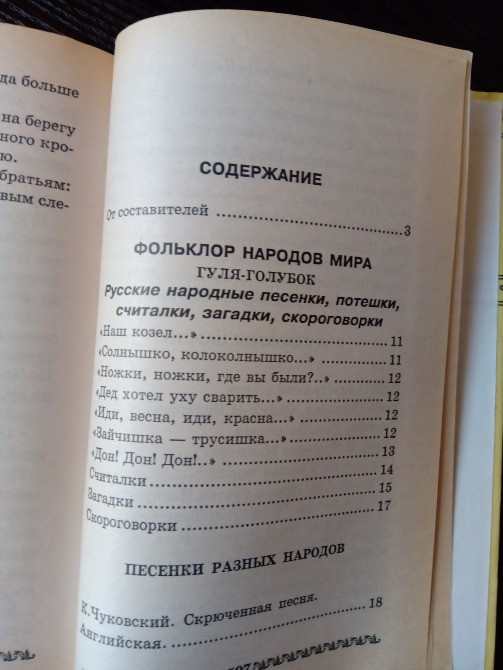 да больше
на берегу
ного кро-
ю.
братьям:
вым сле-
СОДЕРЖАНИЕ
От составителей ........................... 3
ФОЛЬКЛОР НАРОДОВ МИРА
ГУЛЯ-ГОЛУБОК
Русские народные песенки, потешки,
считалки, загадки, скороговорки
«Наш козел...» ........................... 11
«Солнышко, колоколнышко...» ............ 11
«Ножки, ножки, где вы были?..» .......... 12
«Дед хотел уху сварить...» ................ 12
«Иди, весна, иди, красна...» .............. 12
«Зайчишка — трусишка...» ............... 12
«Дон! Дон! Дон!..» ........................ 13
Считалки ................................. 14
Загадки .................................. 15
Скороговорки ............................. 17
ПЕСЕНКИ РАЗНЫХ НАРОДОВ
К.Чуковский. Скрюченная песня.
Английская. .............................. 18